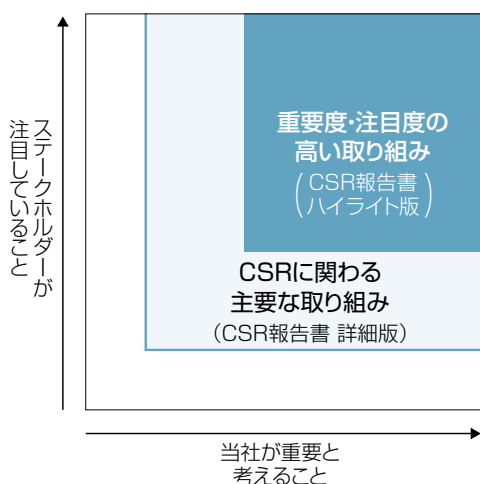 ステークホルダーが
注目していること
重要度・注目度の
高い取り組み
(CSR報告書
ハイライト版)
CSRに関わる
主要な取り組み
(CSR報告書 詳細版)
当社が重要と
考えること